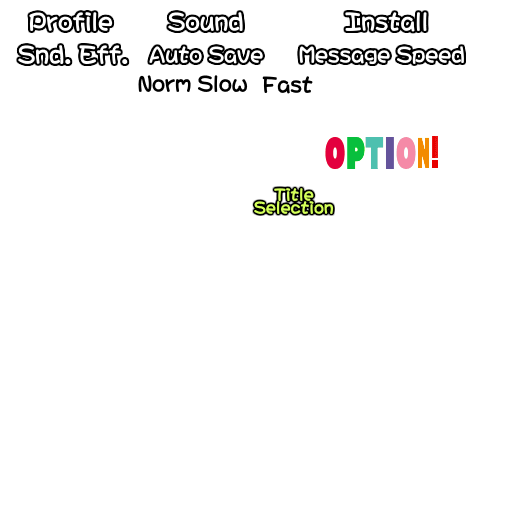 Profile Sound Install
Snd. Eff. Auto Save Message Speed
Norm Slow Fast
OPTION!
Title
Selection